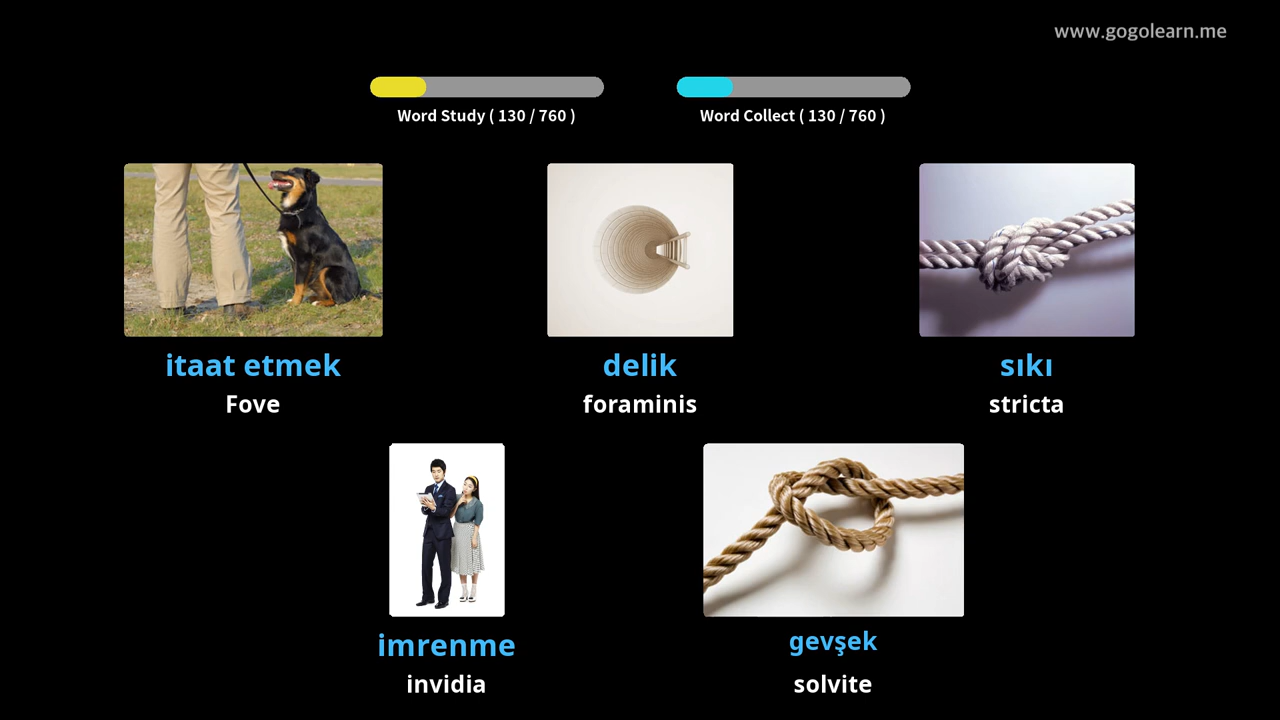 www.gogolearn.me
Word Study ( 130 / 760 )
Word Collect ( 130 / 760 )
itaat etmek
Fove
delik
foraminis
sıkı
stricta
imrenme
invidia
gevşek
solvite